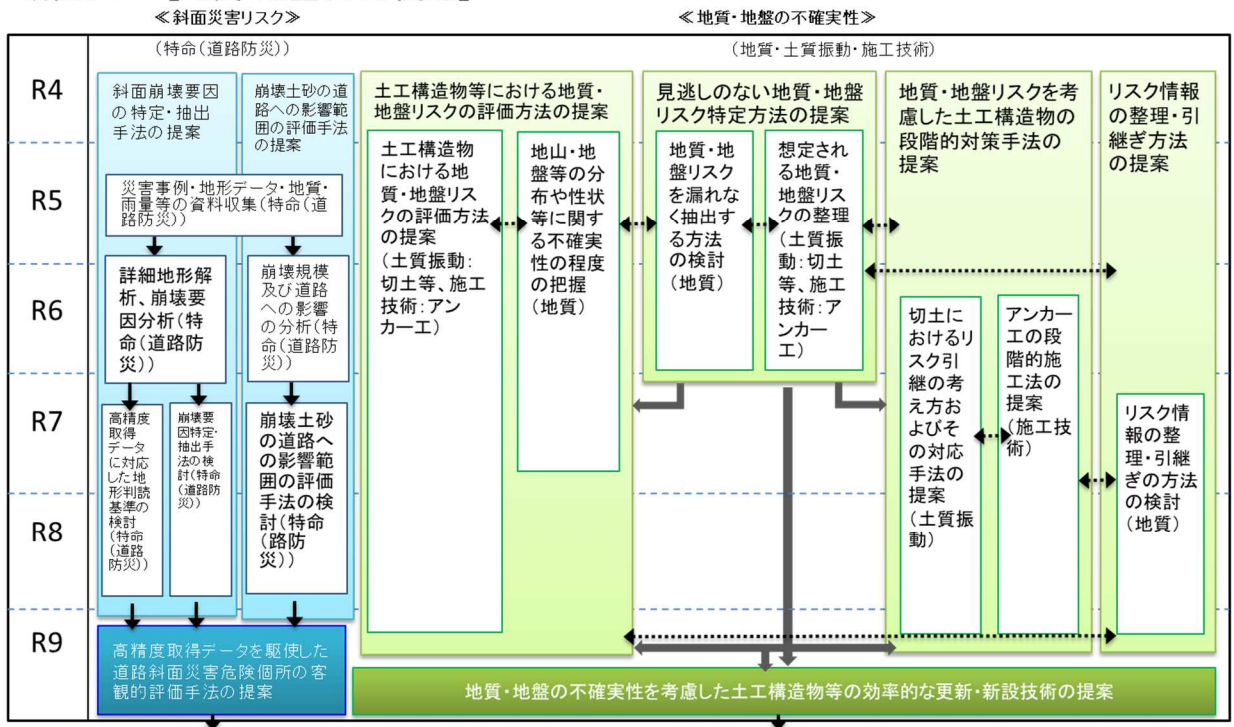 ≪斜面災害リスク≫
≪地質・地盤の不確実性≫
(特命(道路防災))
(地質・土質振動・施工技術)
R4
R5
R6
R7
R8
R9
斜面崩壊要因
の特定・抽出
手法の提案
崩壊土砂の道
路への影響範
囲の評価手法
の提案
災害事例・地形データ・地質・
雨量等の資料収集(特命(道
路防災))
詳細地形解
析、崩壊要
因分析(特
命(道路防
災))
崩壊規模
及び道路
への影響
の分析(特
命(道路防
災))
高精度
取得
データ
に対応
した地
形判読
基準の
検討
(特命
(道路
防災))
崩壊要
因特定・
抽出手
法の検
討(特命
(道路防
災))
崩壊土砂
の道路へ
の影響範
囲の評価
手法の検
討(特命
(路防
災))
高精度取得データを駆使した
道路斜面災害危険個所の客
観的評価手法の提案
土工構造物等における地質・
地盤リスクの評価方法の提案
土工構造物
における地
質・地盤リス
クの評価方法
の提案
(土質振動:
切土等、施工
技術:アン
カー工)
地山・地
盤等の分
布や性状
等に関す
る不確実
性の程度
の把握
(地質)
見逃しのない地質・地盤
リスク特定方法の提案
地質・地
盤リスク
を漏れな
く抽出す
る方法
の検討
(地質)
想定され
る地質・
地盤リス
クの整理
(土質振
動:切土
等、施工
技術:ア
ンカー
工)
地質・地盤リスクを考
慮した土工構造物の
段階的対策手法の
提案
切土に
おけるリ
スク引
継の考
え方お
よびそ
の対応
手法の
提案
(土質振
動)
アンカー
工の段
階的施
工法の
提案
(施工技
術)
リスク情報
の整理・引
継ぎ方法
の提案
リスク情
報の整
理・引継
ぎの方法
の検討
(地質)
地質・地盤の不確実性を考慮した土工構造物等の効率的な更新・新設技術の提案